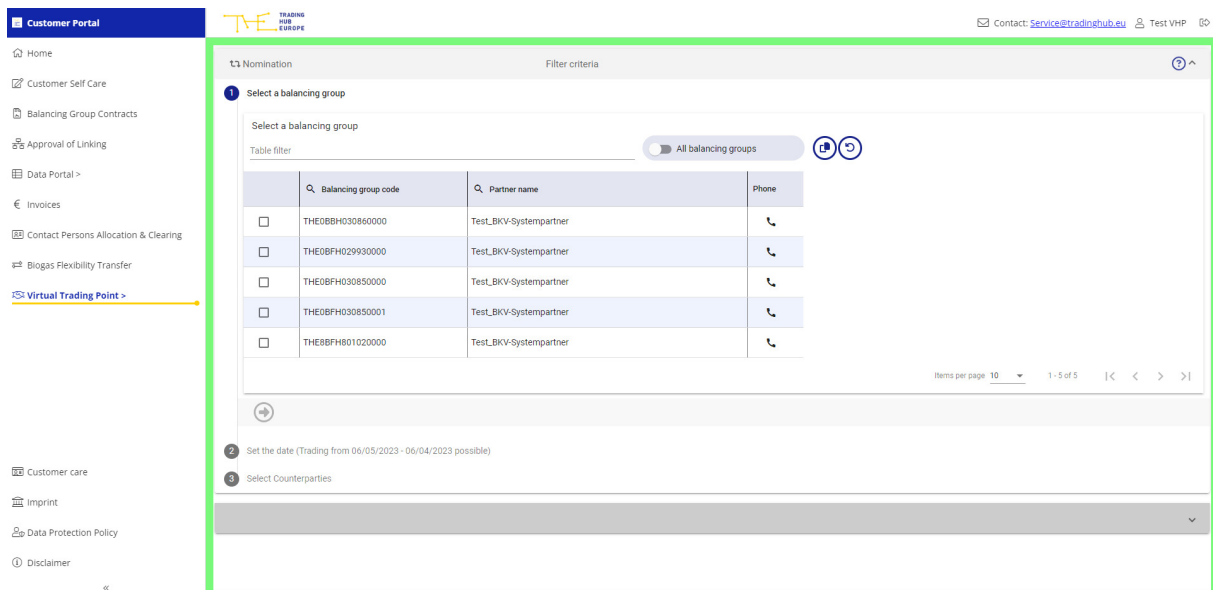 Customer Portal
THE TRADING HUB EUROPE
Contact: Service@tradinghub.eu Test VHP
Home
Customer Self Care
Balancing Group Contracts
Approval of Linking
Data Portal >
Invoices
Contact Persons Allocation & Clearing
Biogas Flexibility Transfer
Virtual Trading Point >
Customer care
Imprint
Data Protection Policy
Disclaimer
«
Nomination Filter criteria ?
1 Select a balancing group
Select a balancing group
Table filter All balancing groups
Balancing group code Partner name Phone
THE0BBH030860000 Test_BKV-Systempartner
THE0BFH029930000 Test_BKV-Systempartner
THE0BFH030850000 Test_BKV-Systempartner
THE0BFH030850001 Test_BKV-Systempartner
THE8BFH801020000 Test_BKV-Systempartner
Items per page 10 1 - 5 of 5
2 Set the date (Trading from 06/05/2023 - 06/04/2023 possible)
3 Select Counterparties